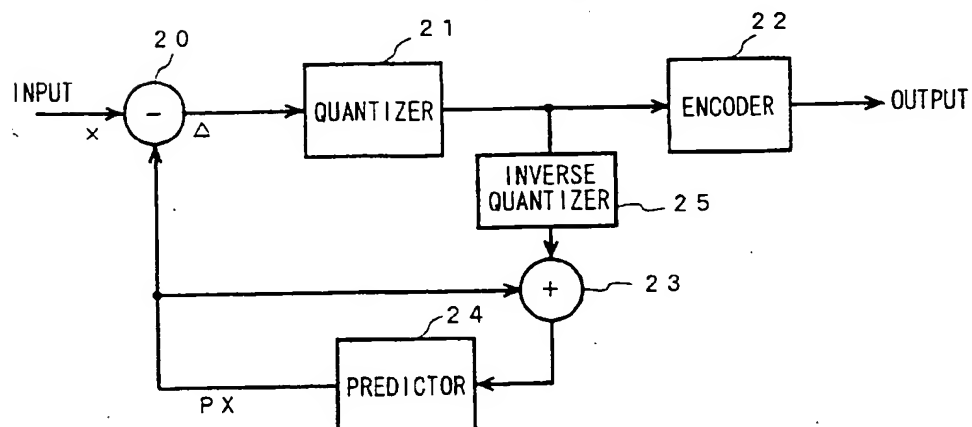 20
21
22
INPUT
x
-
Δ
QUANTIZER
ENCODER
OUTPUT
INVERSE
QUANTIZER
25
+
23
24
PREDICTOR
PX